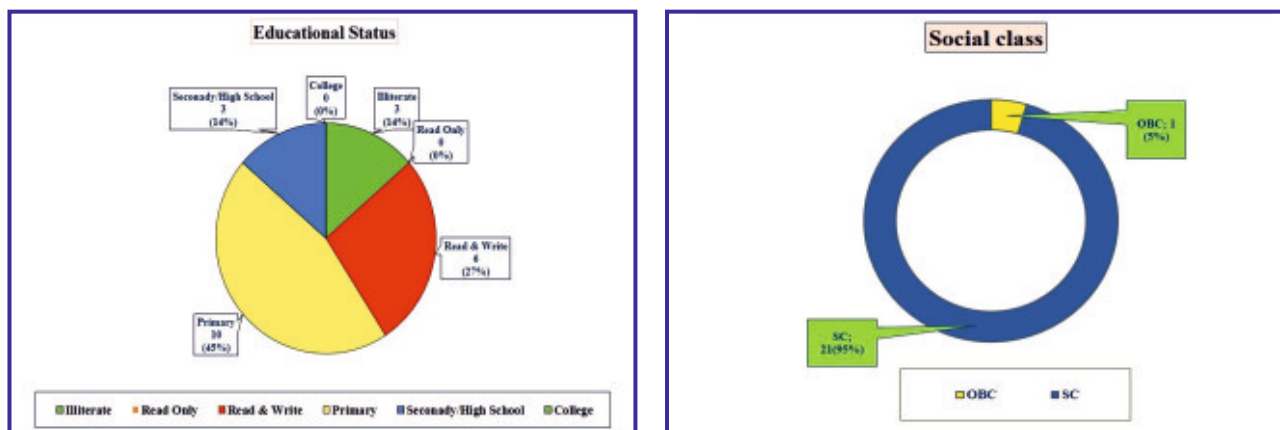 Educational Status
College
0
(0%)
Seconady/High School
3
(14%)
Illiterate
3
(14%)
Read Only
0
(0%)
Read & Write
6
(27%)
Primary
10
(45%)
Illiterate Read Only Read & Write Primary Seconady/High School College
Social class
OBC; 1
(5%)
SC;
21(95%)
OBC SC